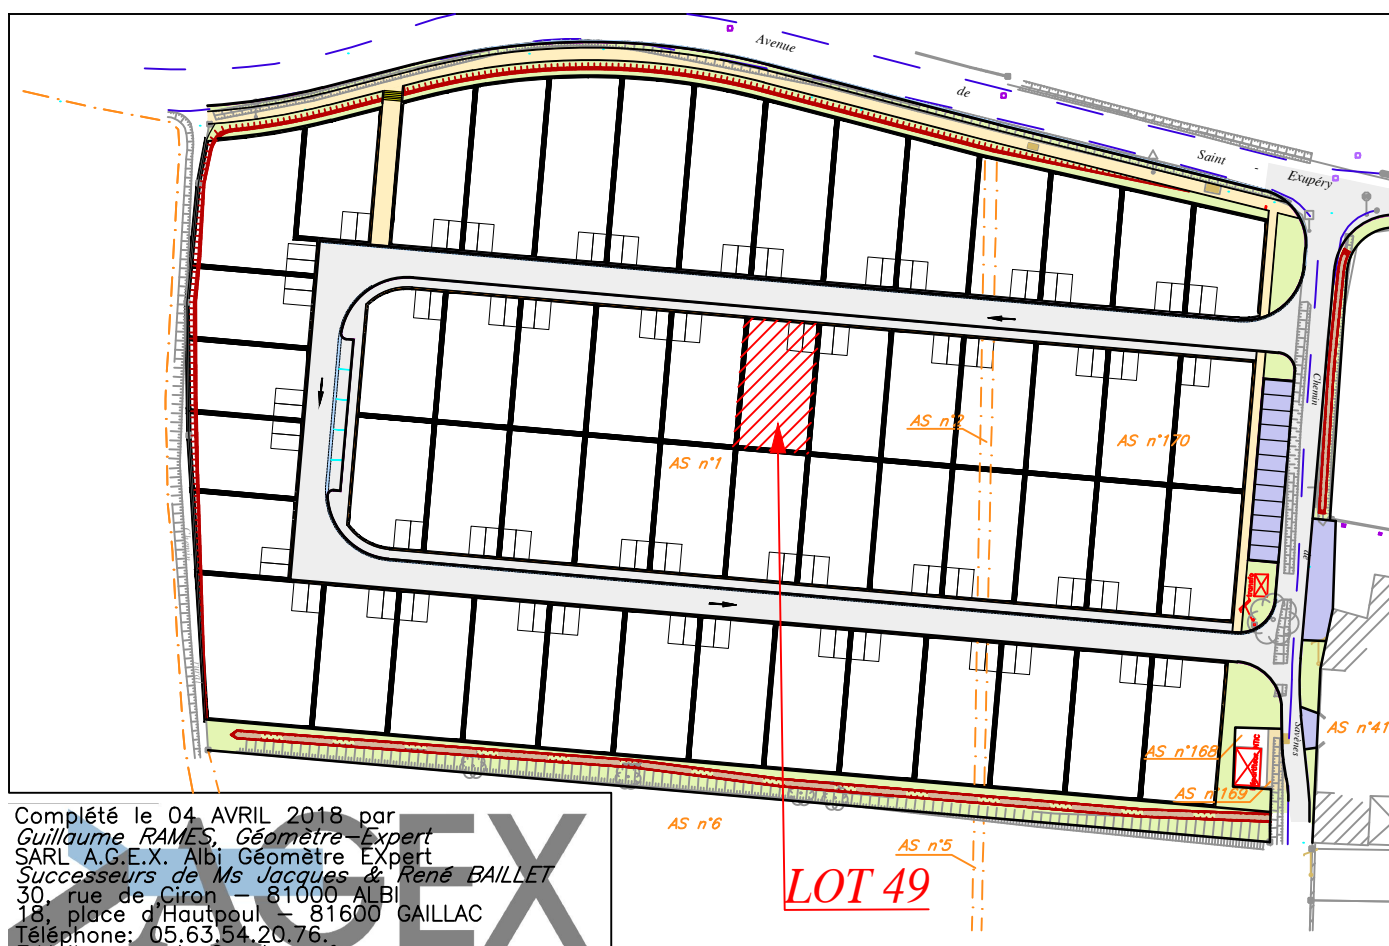 Avenue
de
Saint
Exupéry
Chemin
de
Savènes
AS n°2
AS n°170
AS n°1
AS n°41
AS n°168
AS n°169
AS n°6
AS n°5
LOT 49
Complété le 04 AVRIL 2018 par
Guillaume RAMES, Géomètre-Expert
SARL A.G.E.X. Albi Géomètre EXpert
Successeurs de Ms Jacques & René BAILLET
30, rue de Ciron - 81000 ALBI
18, place d'Hautpoul - 81600 GAILLAC
Téléphone: 05.63.54.20.76.
AGEX